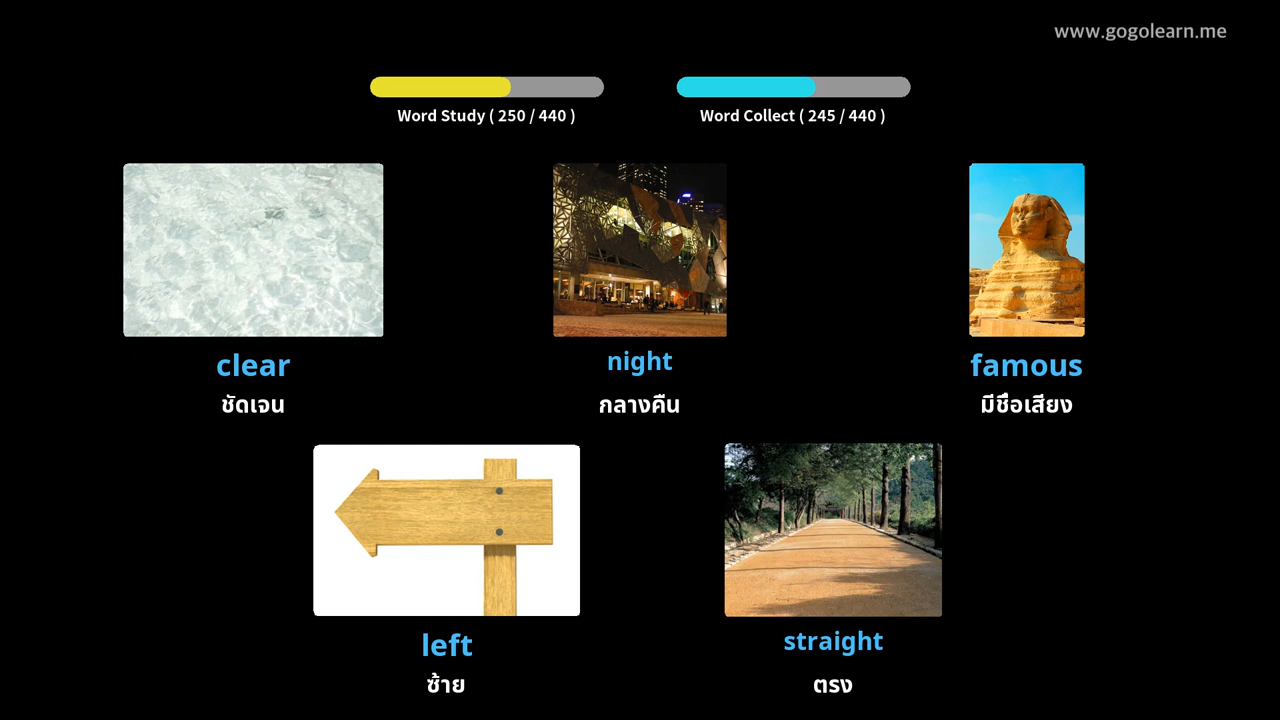 www.gogolearn.me
Word Study ( 250 / 440 )
Word Collect ( 245 / 440 )
clear
ชัดเจน
night
กลางคืน
famous
มีชื่อเสียง
left
ซ้าย
straight
ตรง